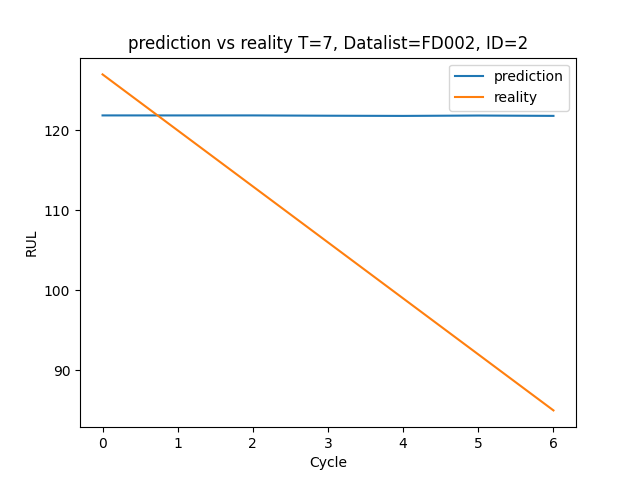 prediction vs reality T=7, Datalist=FD002, ID=2
prediction
reality
120
110
100
90
RUL
0 1 2 3 4 5 6
Cycle